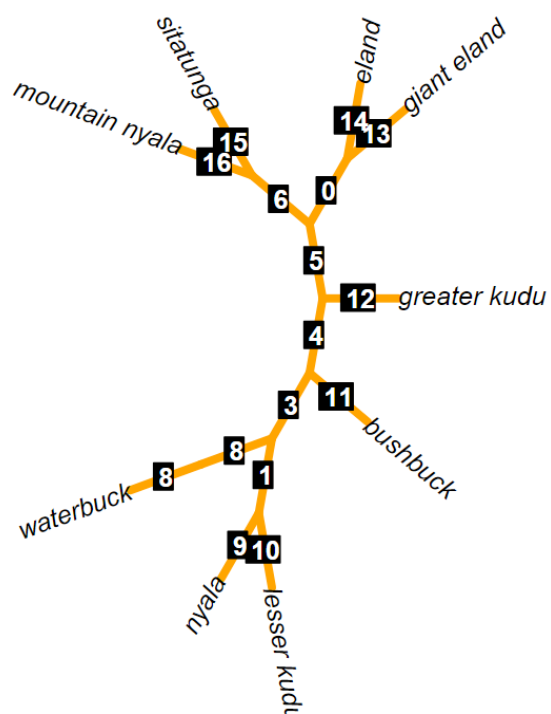 sitatunga
eland
giant eland
mountain nyala
14
13
15
16
6
0
5
12
greater kudu
4
11
3
bushbuck
8
8
1
waterbuck
9
10
nyala
lesser kudu